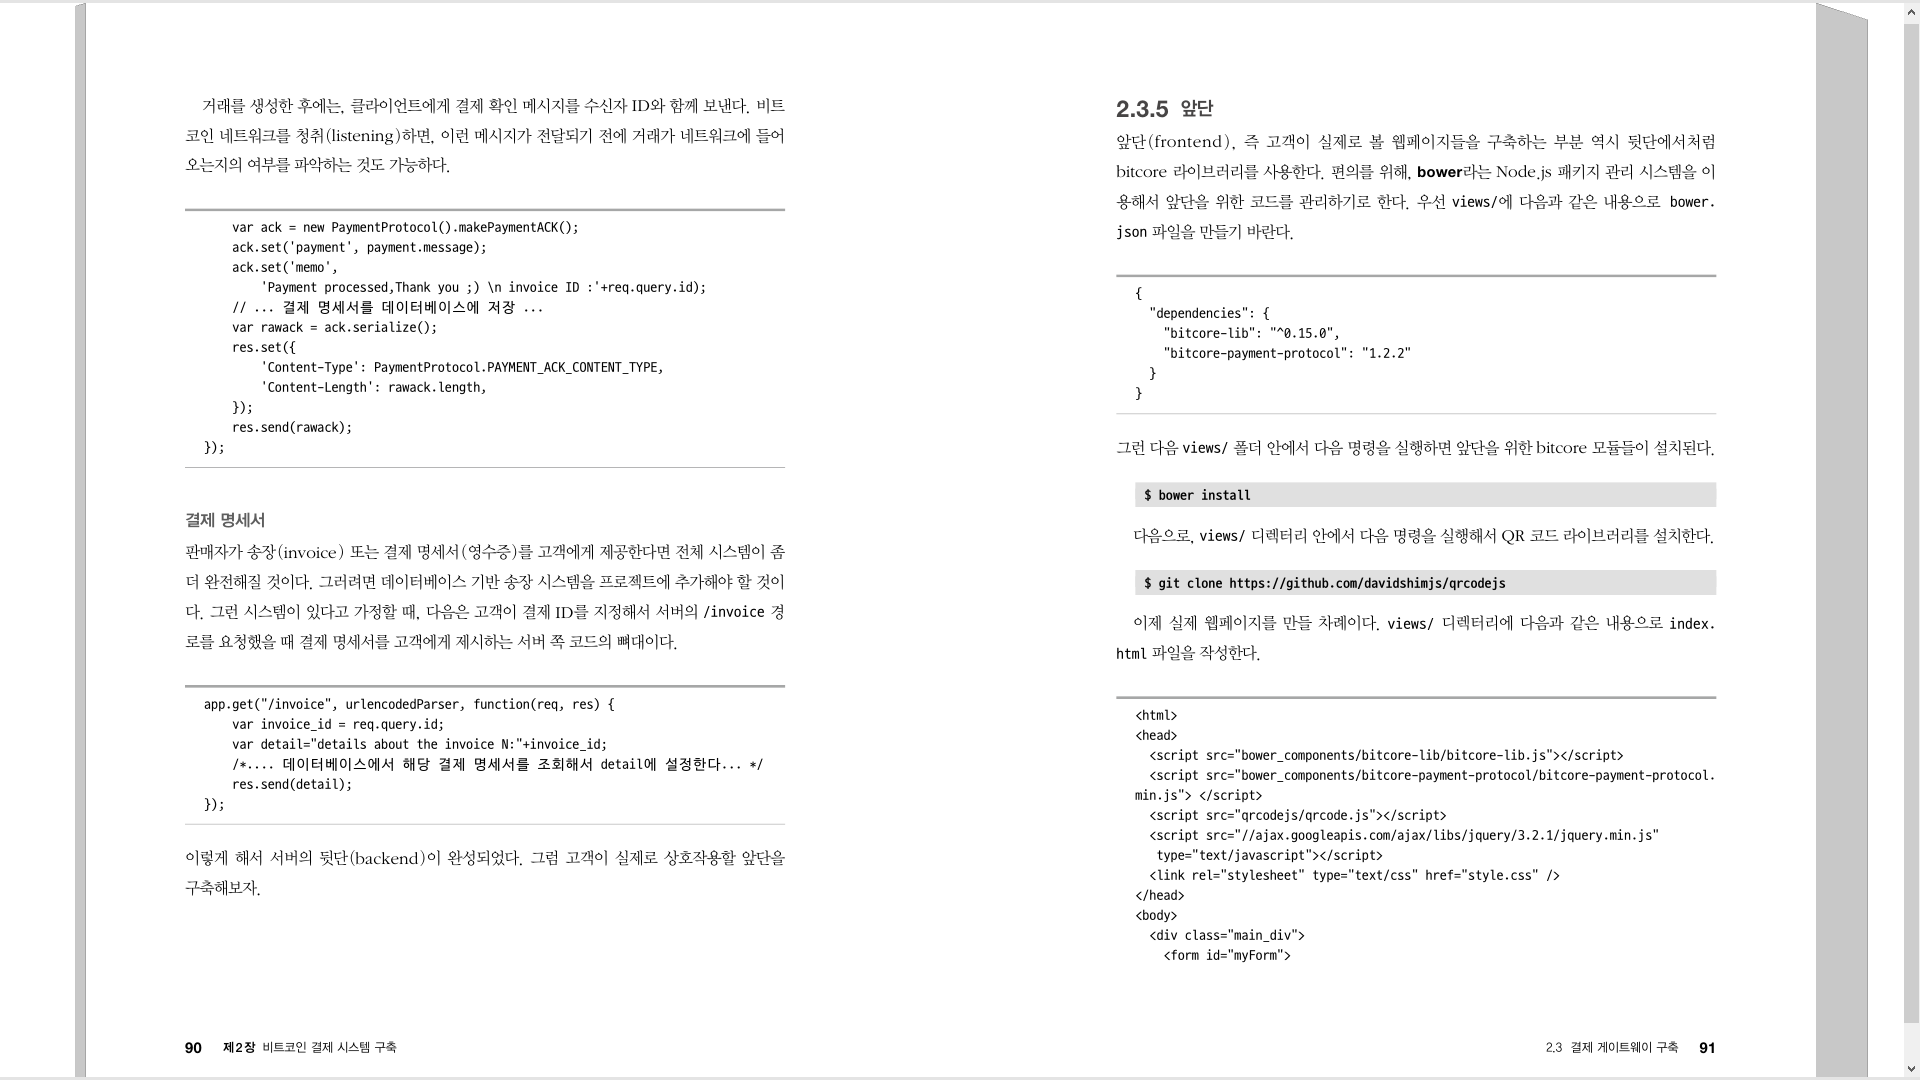 거래를 생성한 후에는, 클라이언트에게 결제 확인 메시지를 수신자 ID와 함께 보낸다. 비트
코인 네트워크를 청취(listening)하면, 이런 메시지가 전달되기 전에 거래가 네트워크에 들어
오는지의 여부를 파악하는 것도 가능하다.
var ack = new PaymentProtocol().makePaymentACK();
ack.set('payment', payment.message);
ack.set('memo',
'Payment processed,Thank you ;) \n invoice ID :'+req.query.id);
// ... 결제 명세서를 데이터베이스에 저장 ...
var rawack = ack.serialize();
res.set({
'Content-Type': PaymentProtocol.PAYMENT_ACK_CONTENT_TYPE,
'Content-Length': rawack.length,
});
res.send(rawack);
});
결제 명세서
판매자가 송장(invoice) 또는 결제 명세서(영수증)를 고객에게 제공한다면 전체 시스템이 좀
더 완전해질 것이다. 그러려면 데이터베이스 기반 송장 시스템을 프로젝트에 추가해야 할 것이
다. 그런 시스템이 있다고 가정할 때, 다음은 고객이 결제 ID를 지정해서 서버의 /invoice 경
로를 요청했을 때 결제 명세서를 고객에게 제시하는 서버 쪽 코드의 뼈대이다.
app.get("/invoice", urlencodedParser, function(req, res) {
var invoice_id = req.query.id;
var detail="details about the invoice N:"+invoice_id;
/*.... 데이터베이스에서 해당 결제 명세서를 조회해서 detail에 설정한다... */
res.send(detail);
});
이렇게 해서 서버의 뒷단(backend)이 완성되었다. 그럼 고객이 실제로 상호작용할 앞단을
구축해보자.
90 제2장 비트코인 결제 시스템 구축
2.3.5 앞단
앞단(frontend), 즉 고객이 실제로 볼 웹페이지들을 구축하는 부분 역시 뒷단에서처럼
bitcore 라이브러리를 사용한다. 편의를 위해, bower라는 Node.js 패키지 관리 시스템을 이
용해서 앞단을 위한 코드를 관리하기로 한다. 우선 views/에 다음과 같은 내용으로 bower.
json 파일을 만들기 바란다.
{
"dependencies": {
"bitcore-lib": "^0.15.0",
"bitcore-payment-protocol": "1.2.2"
}
}
그런 다음 views/ 폴더 안에서 다음 명령을 실행하면 앞단을 위한 bitcore 모듈들이 설치된다.
$ bower install
다음으로, views/ 디렉터리 안에서 다음 명령을 실행해서 QR 코드 라이브러리를 설치한다.
$ git clone https://github.com/davidshimjs/qrcodejs
이제 실제 웹페이지를 만들 차례이다. views/ 디렉터리에 다음과 같은 내용으로 index.
html 파일을 작성한다.
<html>
<head>
<script src="bower_components/bitcore-lib/bitcore-lib.js"></script>
<script src="bower_components/bitcore-payment-protocol/bitcore-payment-protocol.
min.js"> </script>
<script src="qrcodejs/qrcode.js"></script>
<script src="//ajax.googleapis.com/ajax/libs/jquery/3.2.1/jquery.min.js"
type="text/javascript"></script>
<link rel="stylesheet" type="text/css" href="style.css" />
</head>
<body>
<div class="main_div">
<form id="myForm">
2.3 결제 게이트웨이 구축 91